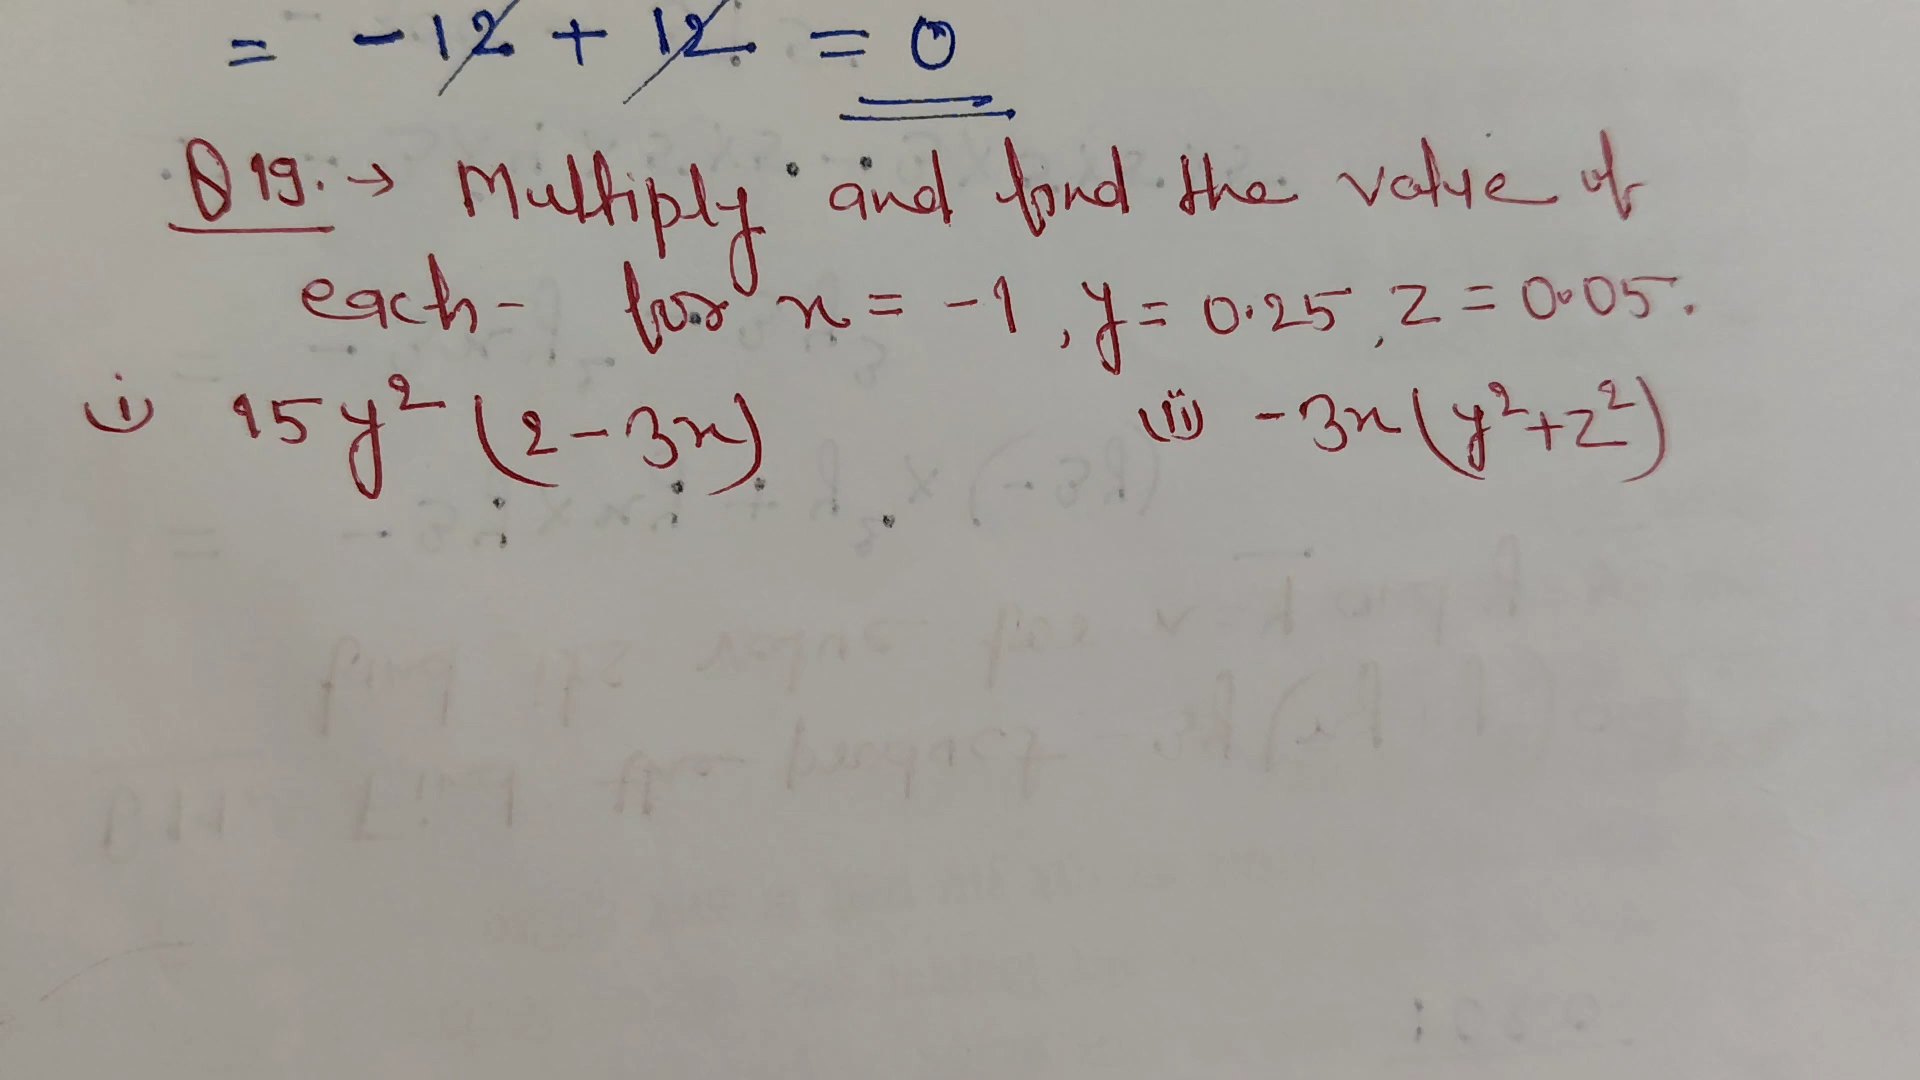 = -12 + 12 = 0
Q19. → Multiply and find the value of
each- for x = -1, y = 0.25, z = 0.05.
(i) 15y² (2-3x) (ii) -3x (y²+z²)